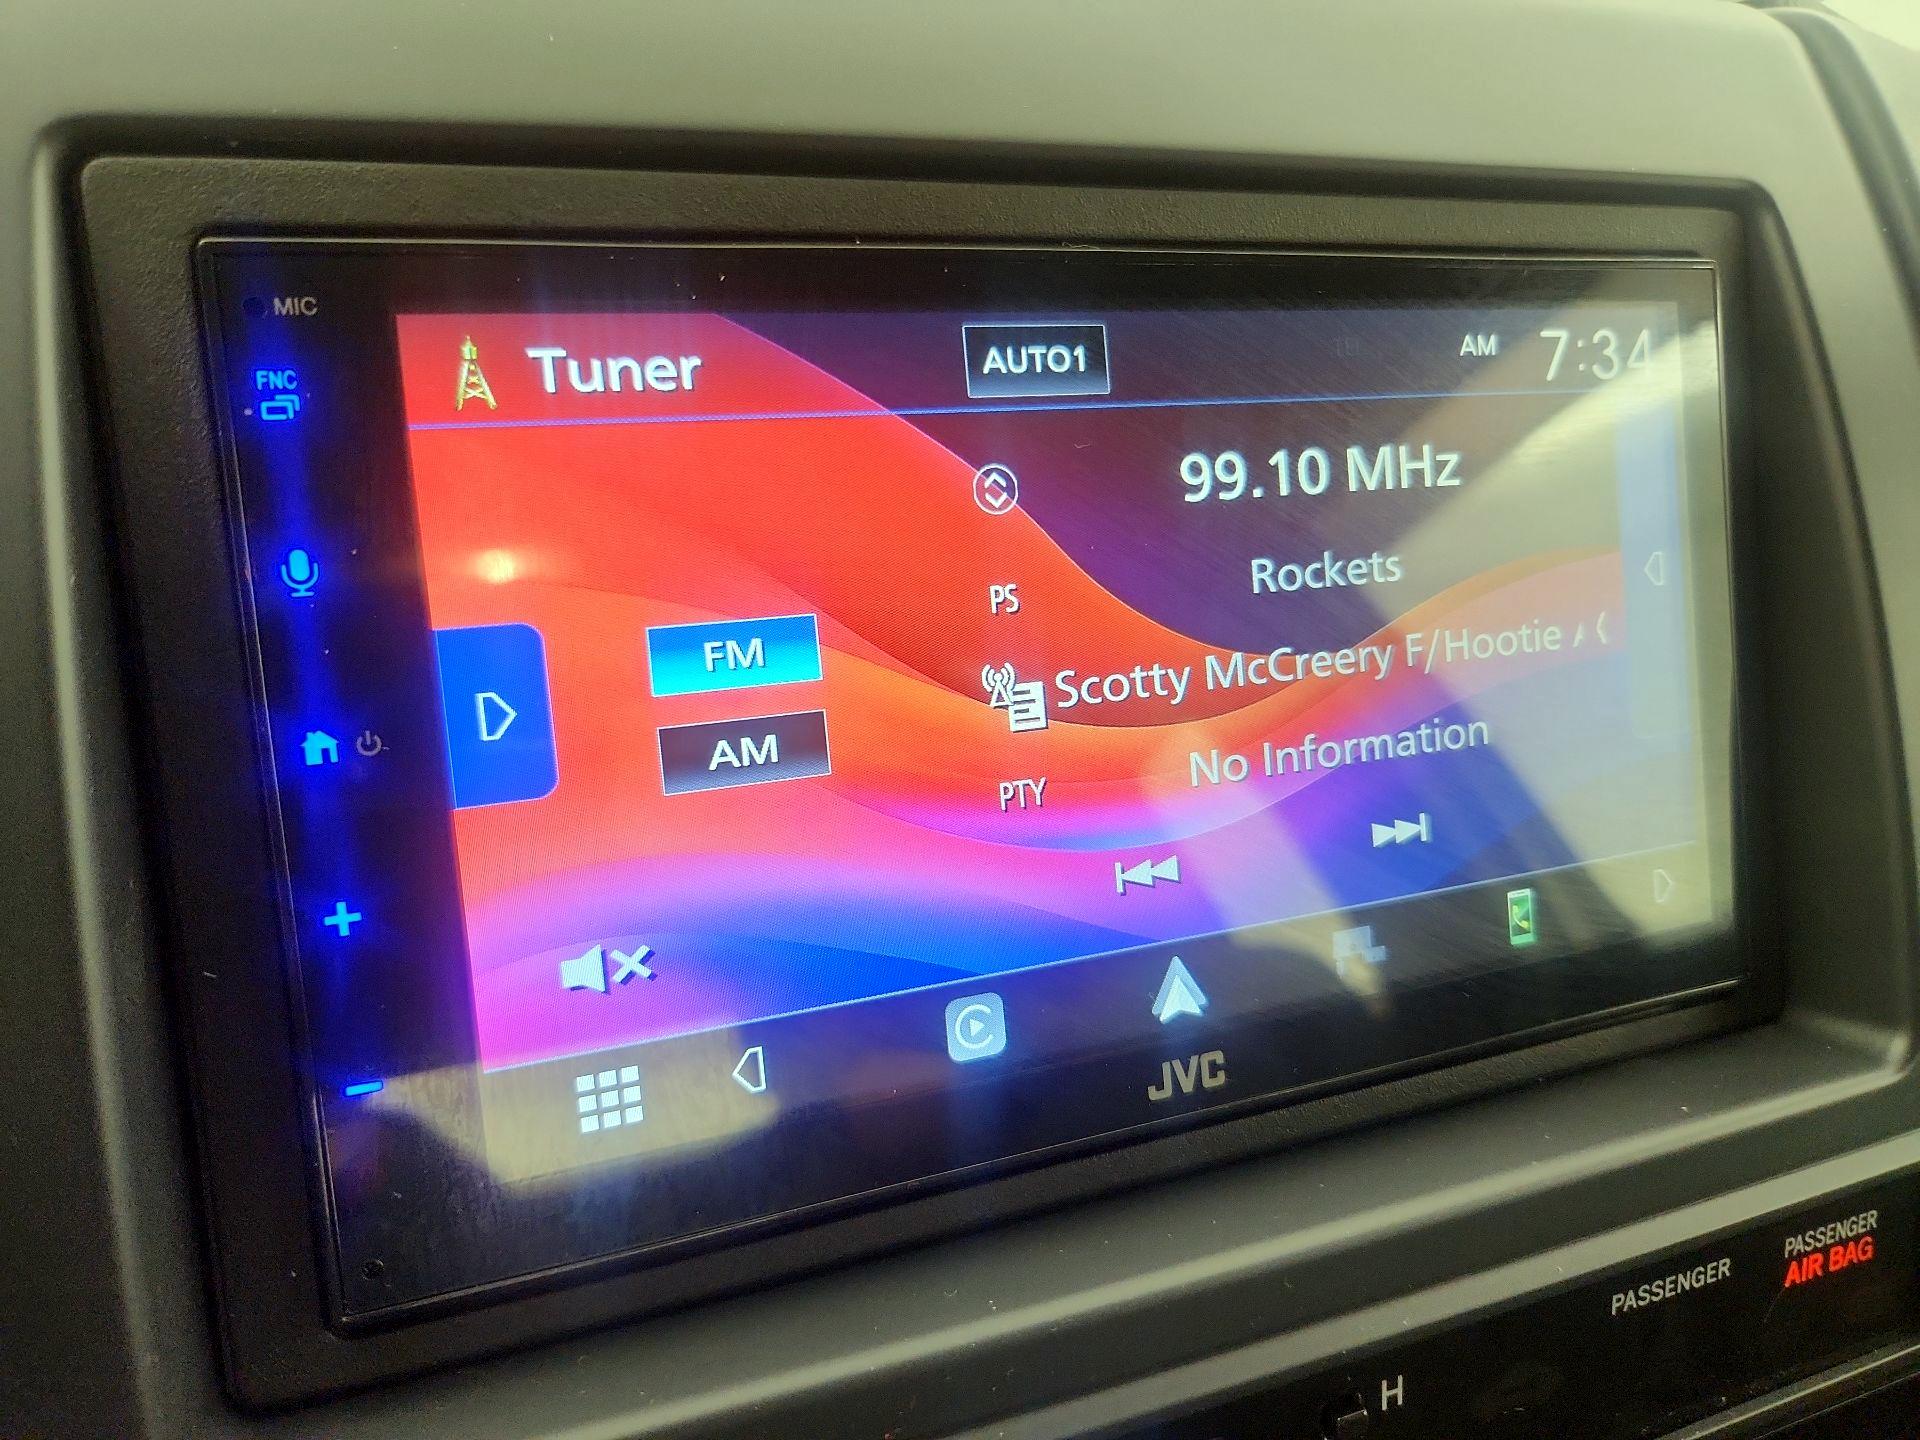 MIC
FNC
Tuner
AUTO1
AM 7:34
99.10 MHz
PS
Rockets
FM
Scotty McCreery F/Hootie
AM
PTY
No Information
JVC
PASSENGER
PASSENGER
AIR BAG
H